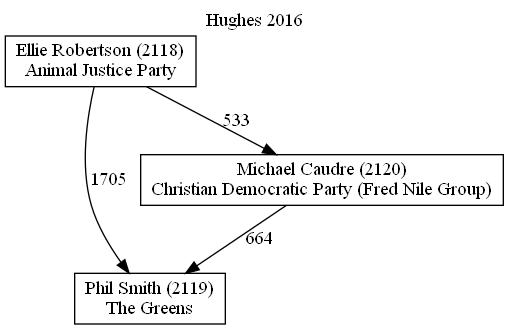 Hughes 2016
Ellie Robertson (2118)
Animal Justice Party
533
Michael Caudre (2120)
Christian Democratic Party (Fred Nile Group)
1705
664
Phil Smith (2119)
The Greens